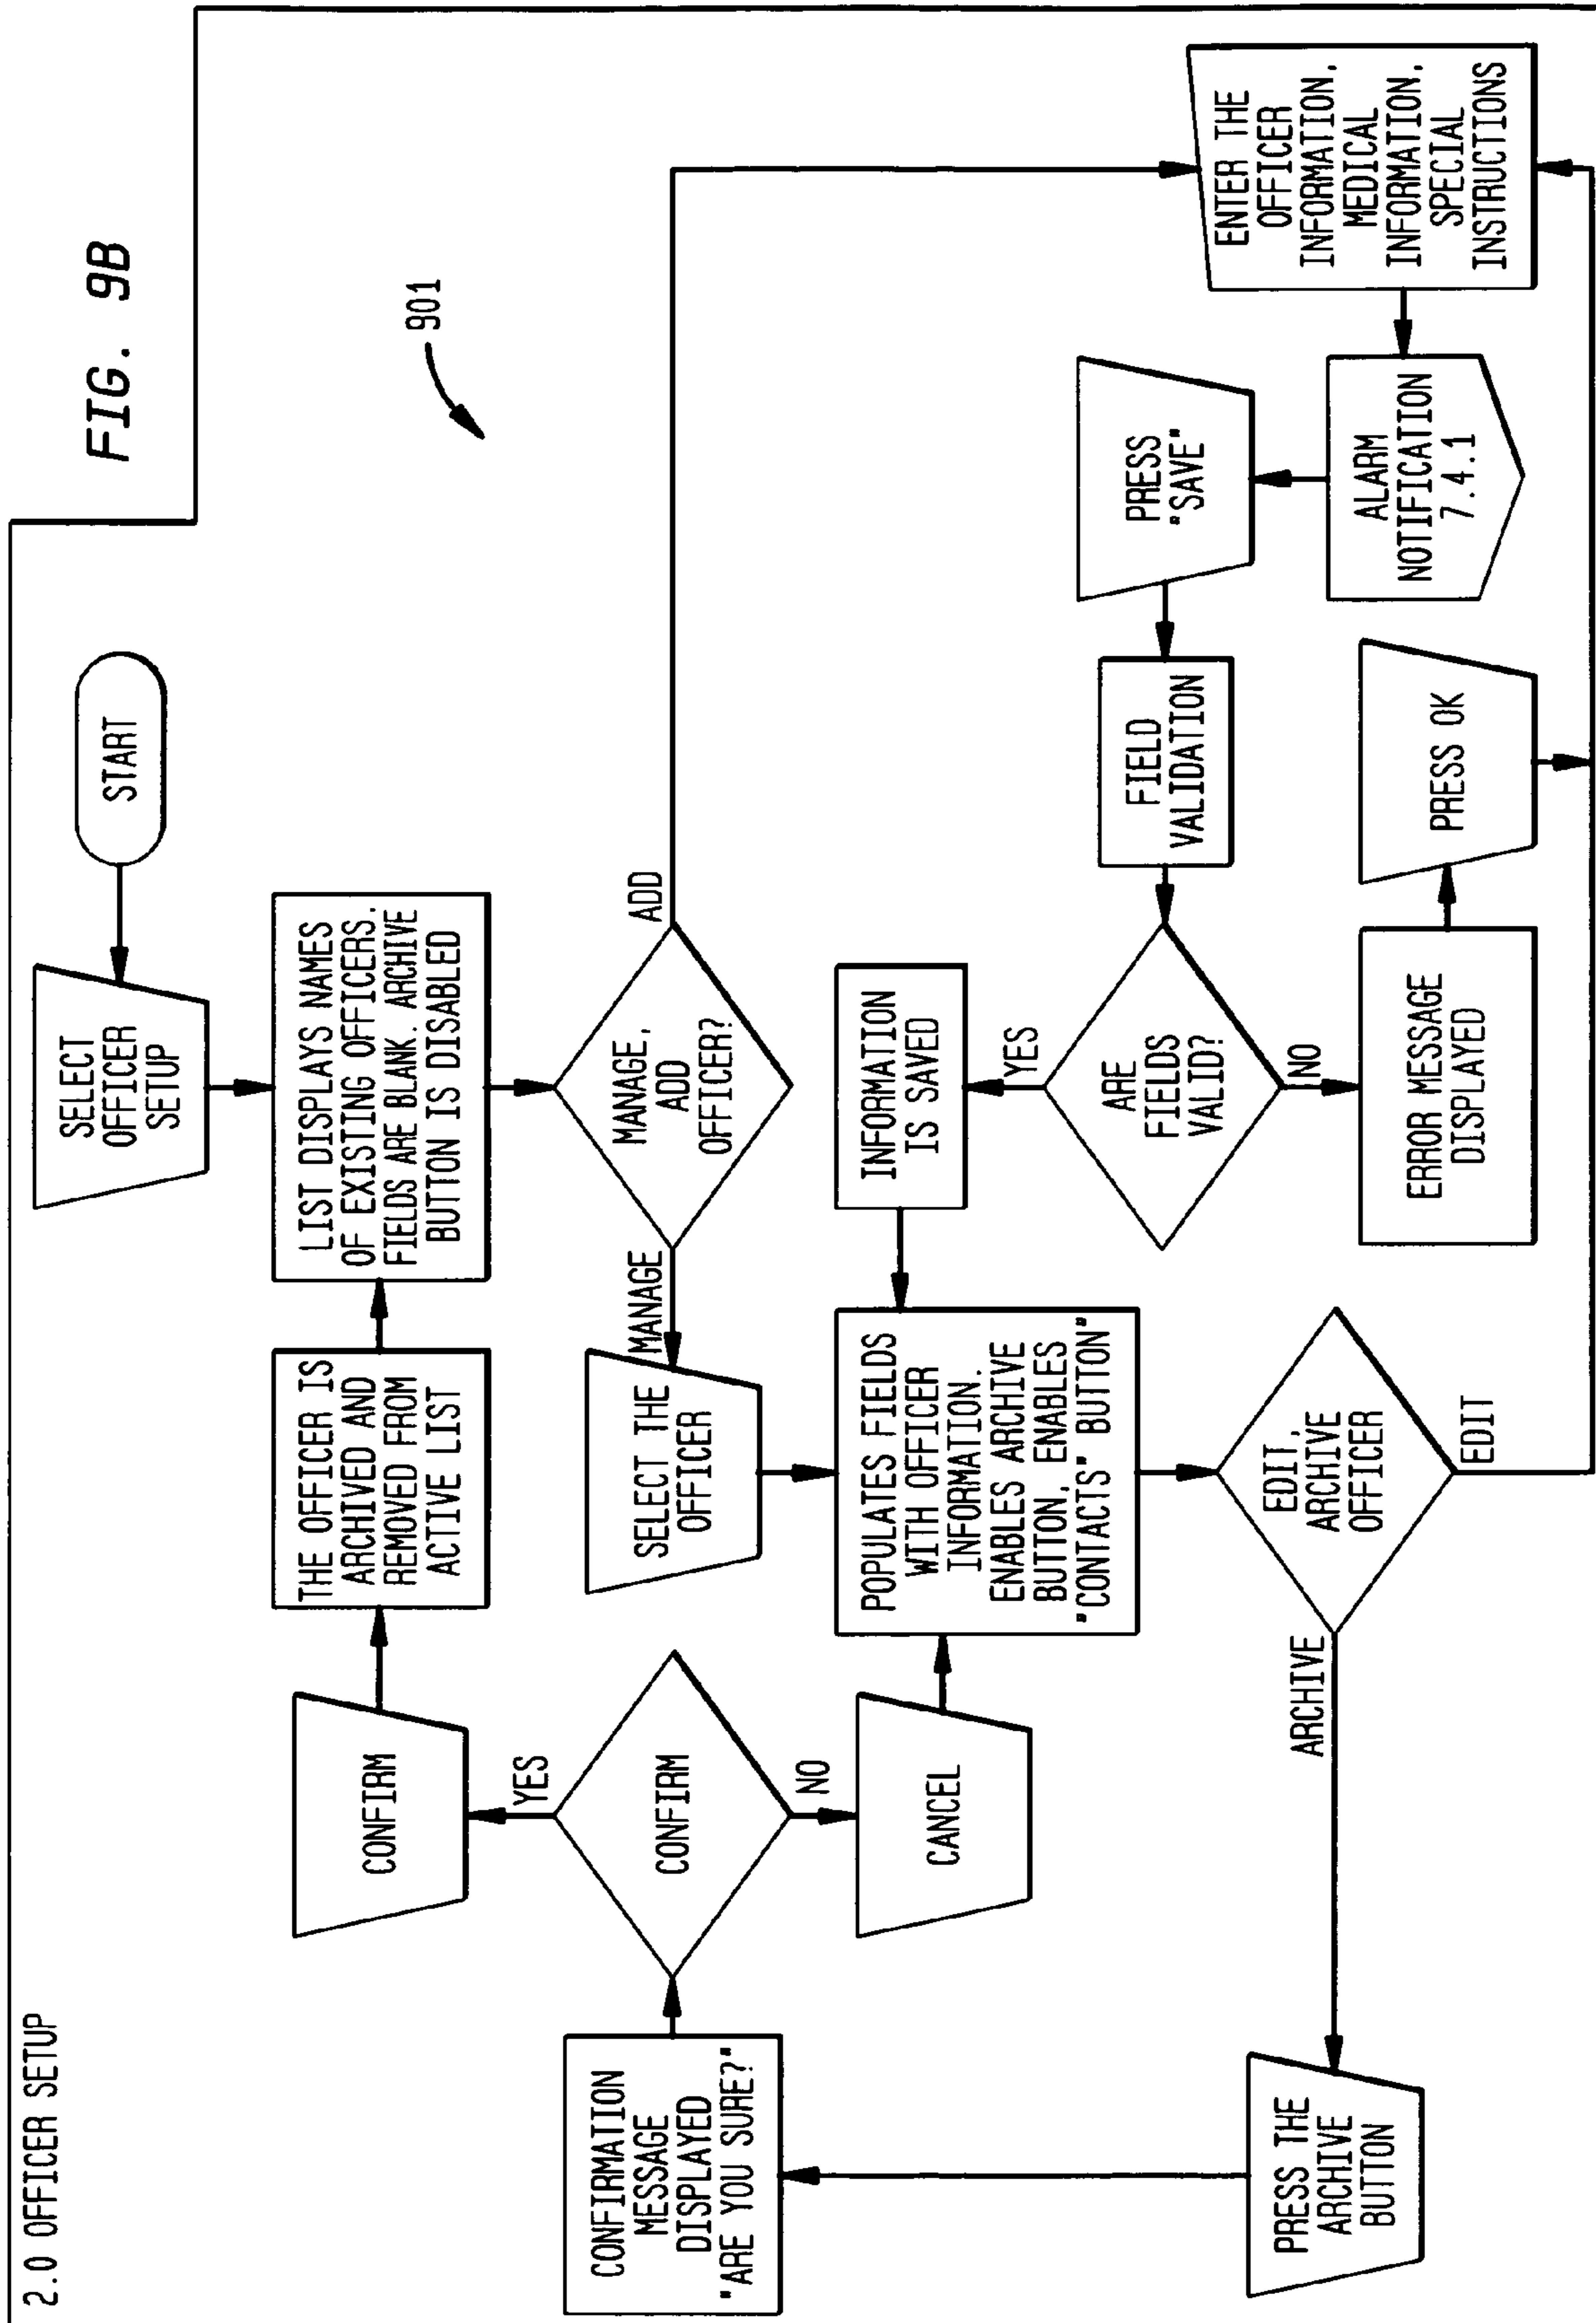 2.0 OFFICER SETUP
FIG. 9B
901
START
SELECT
OFFICER
SETUP
LIST DISPLAYS NAMES
OF EXISTING OFFICERS.
FIELDS ARE BLANK. ARCHIVE
BUTTON IS DISABLED
THE OFFICER IS
ARCHIVED AND
REMOVED FROM
ACTIVE LIST
CONFIRM
YES
CONFIRM
NO
CANCEL
CONFIRMATION
MESSAGE
DISPLAYED
"ARE YOU SURE?"
MANAGE,
ADD
OFFICER?
ADD
MANAGE
SELECT THE
OFFICER
POPULATES FIELDS
WITH OFFICER
INFORMATION.
ENABLES ARCHIVE
BUTTON, ENABLES
"CONTACTS" BUTTON"
INFORMATION
IS SAVED
YES
ARE
FIELDS
VALID?
NO
FIELD
VALIDATION
PRESS
"SAVE"
ENTER THE
OFFICER
INFORMATION,
MEDICAL
INFORMATION,
SPECIAL
INSTRUCTIONS
ALARM
NOTIFICATION
7.4.1
ERROR MESSAGE
DISPLAYED
PRESS OK
EDIT,
ARCHIVE
OFFICER
EDIT
ARCHIVE
PRESS THE
ARCHIVE
BUTTON